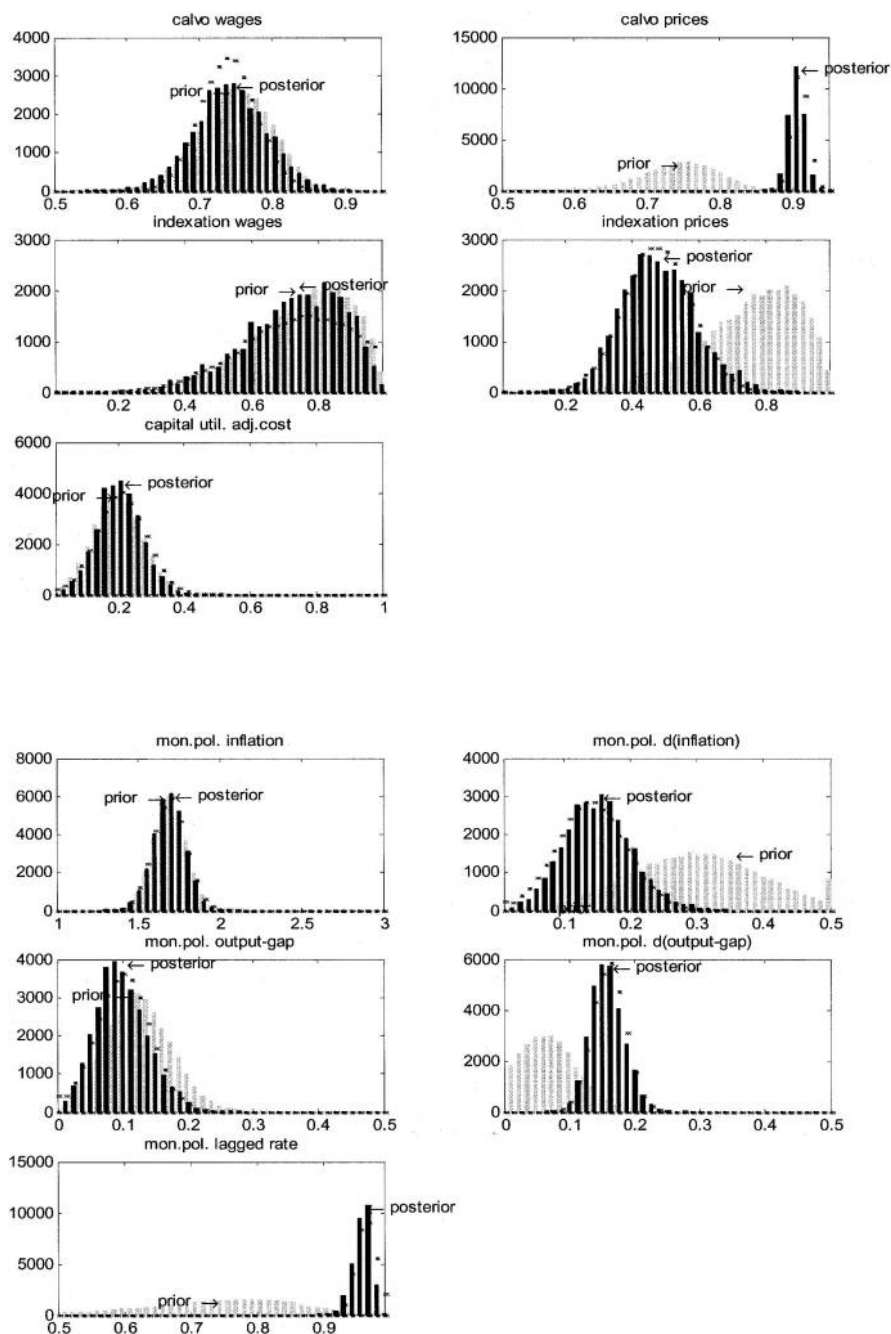 calvo wages
4000
3000
2000
1000
0
prior
posterior
0.5 0.6 0.7 0.8 0.9
calvo prices
15000
10000
5000
0
prior
posterior
0.5 0.6 0.7 0.8 0.9
indexation wages
3000
2000
1000
0
prior
posterior
0.2 0.4 0.6 0.8
indexation prices
3000
2000
1000
0
posterior
prior
0.2 0.4 0.6 0.8
capital util. adj.cost
6000
4000
2000
0
posterior
prior
0.2 0.4 0.6 0.8 1
mon.pol. inflation
8000
6000
4000
2000
0
prior
posterior
1 1.5 2 2.5 3
mon.pol. d(inflation)
4000
3000
2000
1000
0
posterior
prior
0.1 0.2 0.3 0.4 0.5
mon.pol. output-gap
4000
3000
2000
1000
0
posterior
prior
0 0.1 0.2 0.3 0.4 0.5
mon.pol. d(output-gap)
6000
4000
2000
0
posterior
0 0.1 0.2 0.3 0.4 0.5
mon.pol. lagged rate
15000
10000
5000
0
posterior
prior
0.5 0.6 0.7 0.8 0.9